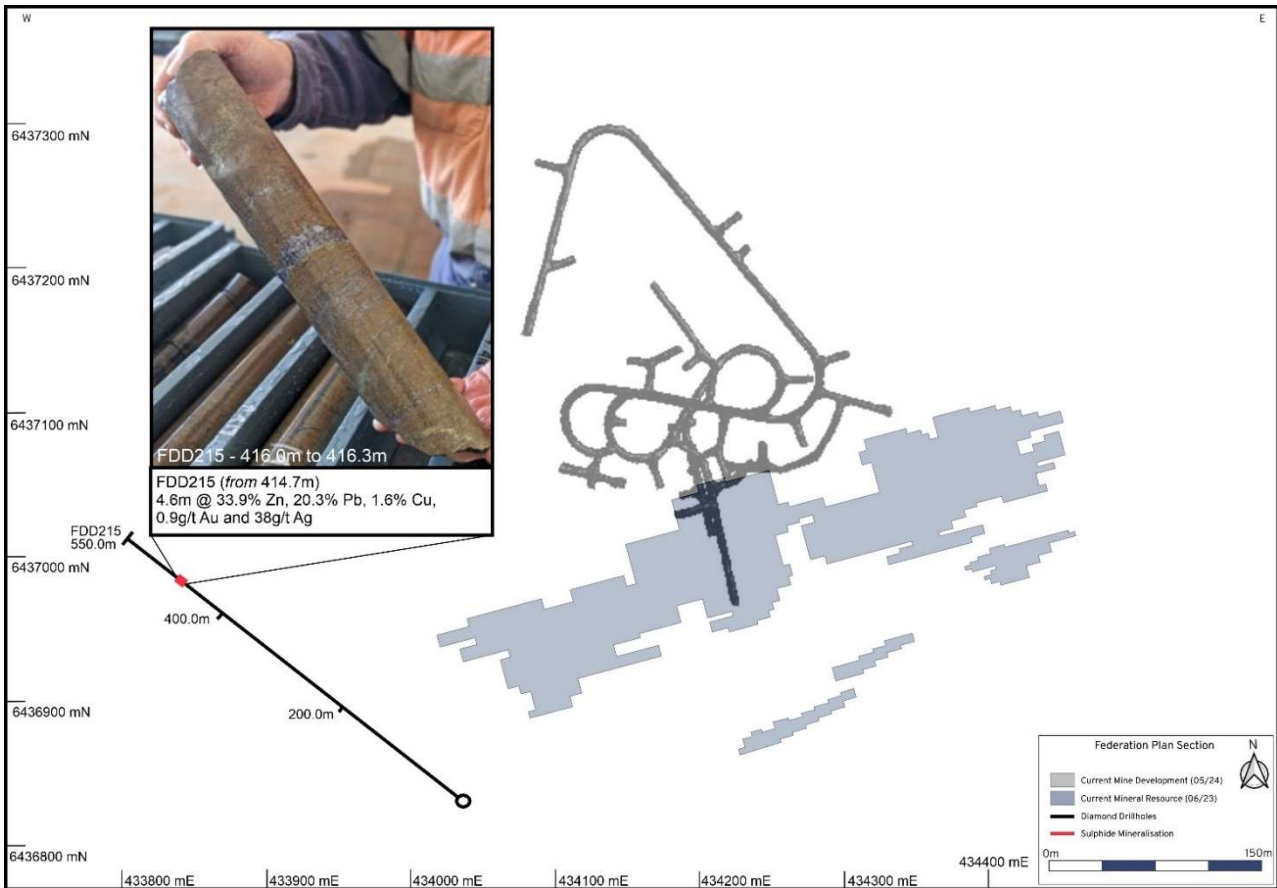 W
E
6437300 mN
6437200 mN
6437100 mN
6437000 mN
6436900 mN
6436800 mN
FDD215 - 416.0m to 416.3m
FDD215 (from 414.7m)
4.6m @ 33.9% Zn, 20.3% Pb, 1.6% Cu,
0.9g/t Au and 38g/t Ag
FDD215
550.0m
400.0m
200.0m
433800 mE
433900 mE
434000 mE
434100 mE
434200 mE
434300 mE
434400 mE
Federation Plan Section
N
Current Mine Development (05/24)
Current Mineral Resource (06/23)
Diamond Drillholes
Sulphide Mineralisation
0m
150m